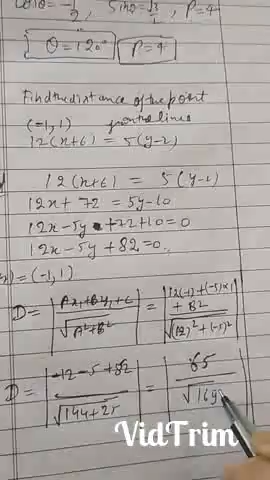 Cosθ = -1/2, Sinθ = √3/2, P=4
θ = 120° P=4
Find the distance of the point
(-1, 1) from the lines
12(x+6) = 5(y-2)
12(x+6) = 5(y-2)
12x + 72 = 5y-10
12x-5y + 72+10=0
12x-5y+82=0
= (-1, 1)
D = |Ax₁+By₁+C / √A²+B²| = |12(-1)+(-5)×1 + 82 / √(12)²+(-5)²|
D = |-12-5+82 / √144+25| = |65 / √169|
VidTrim